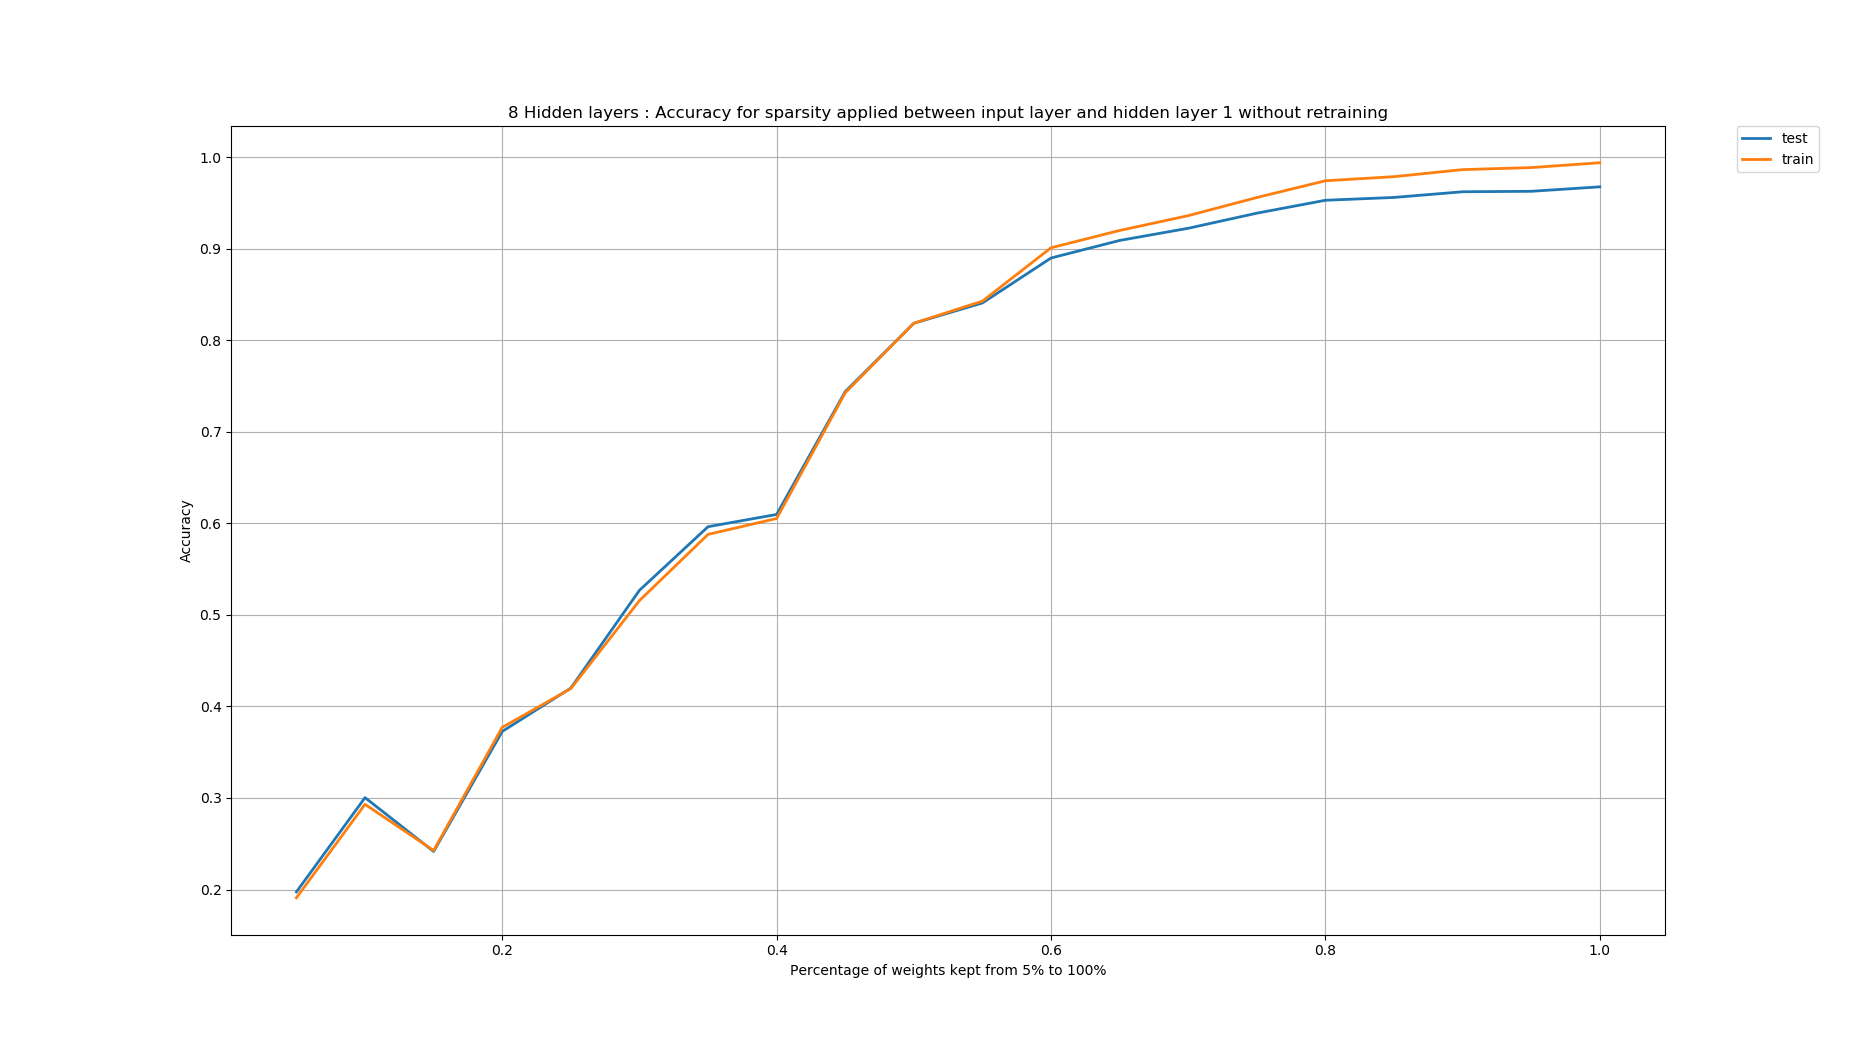 8 Hidden layers : Accuracy for sparsity applied between input layer and hidden layer 1 without retraining
test
train
1.0
0.9
0.8
0.7
0.6
0.5
0.4
0.3
0.2
Accuracy
0.2 0.4 0.6 0.8 1.0
Percentage of weights kept from 5% to 100%